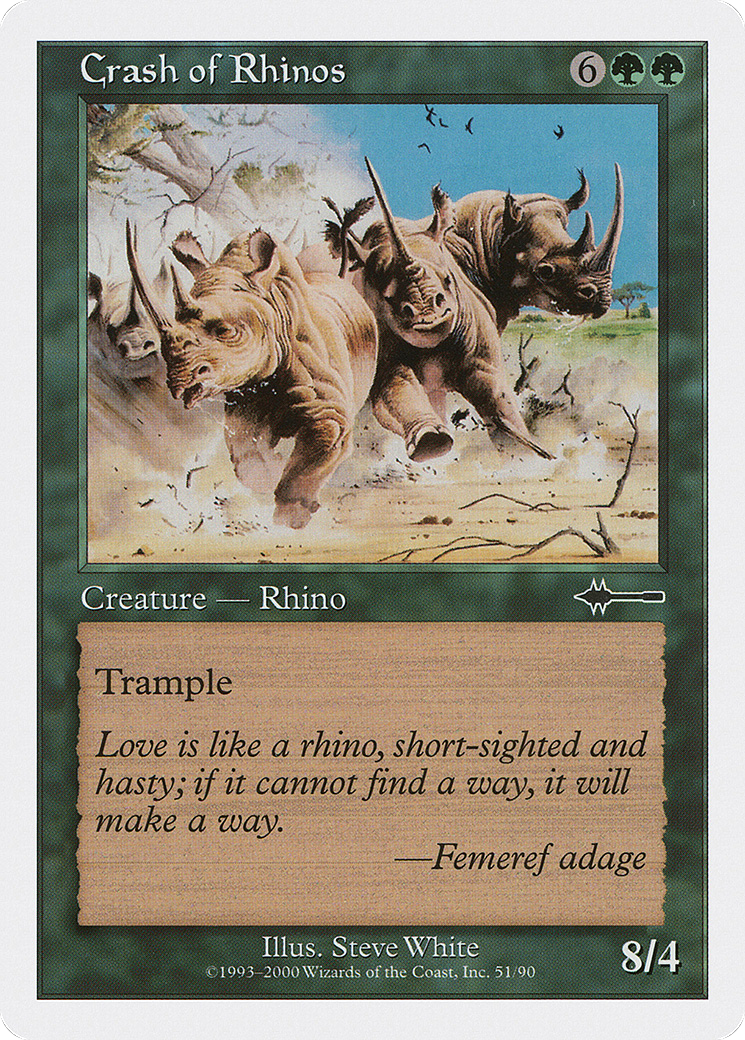 Crash of Rhinos
6
Creature — Rhino
Trample
Love is like a rhino, short-sighted and
hasty; if it cannot find a way, it will
make a way.
—Femeref adage
Illus. Steve White
©1993–2000 Wizards of the Coast, Inc. 51/90
8/4